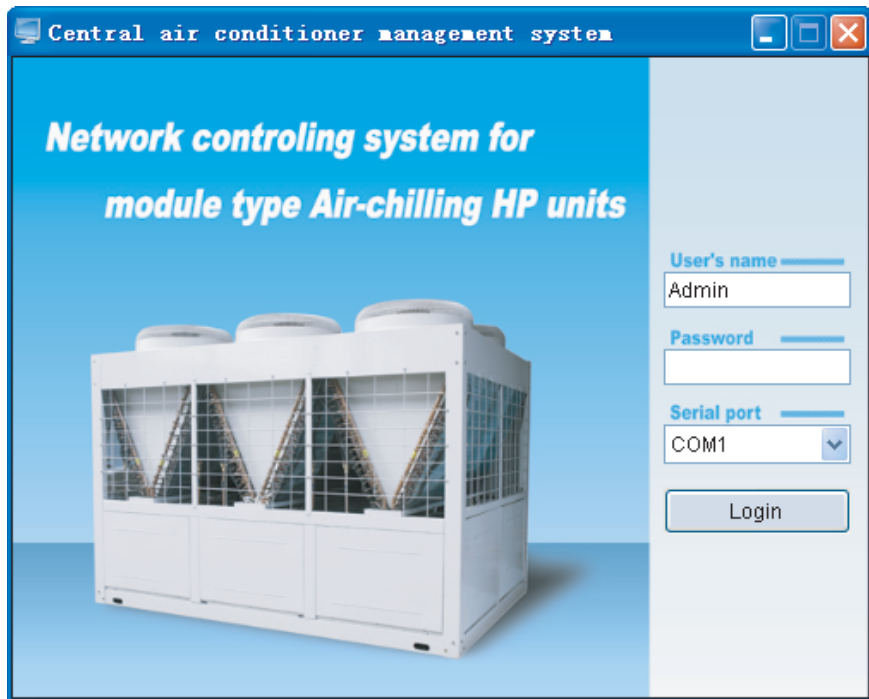 Central air conditioner management system
Network controling system for
module type Air-chilling HP units
User's name
Admin
Password
Serial port
COM1
Login